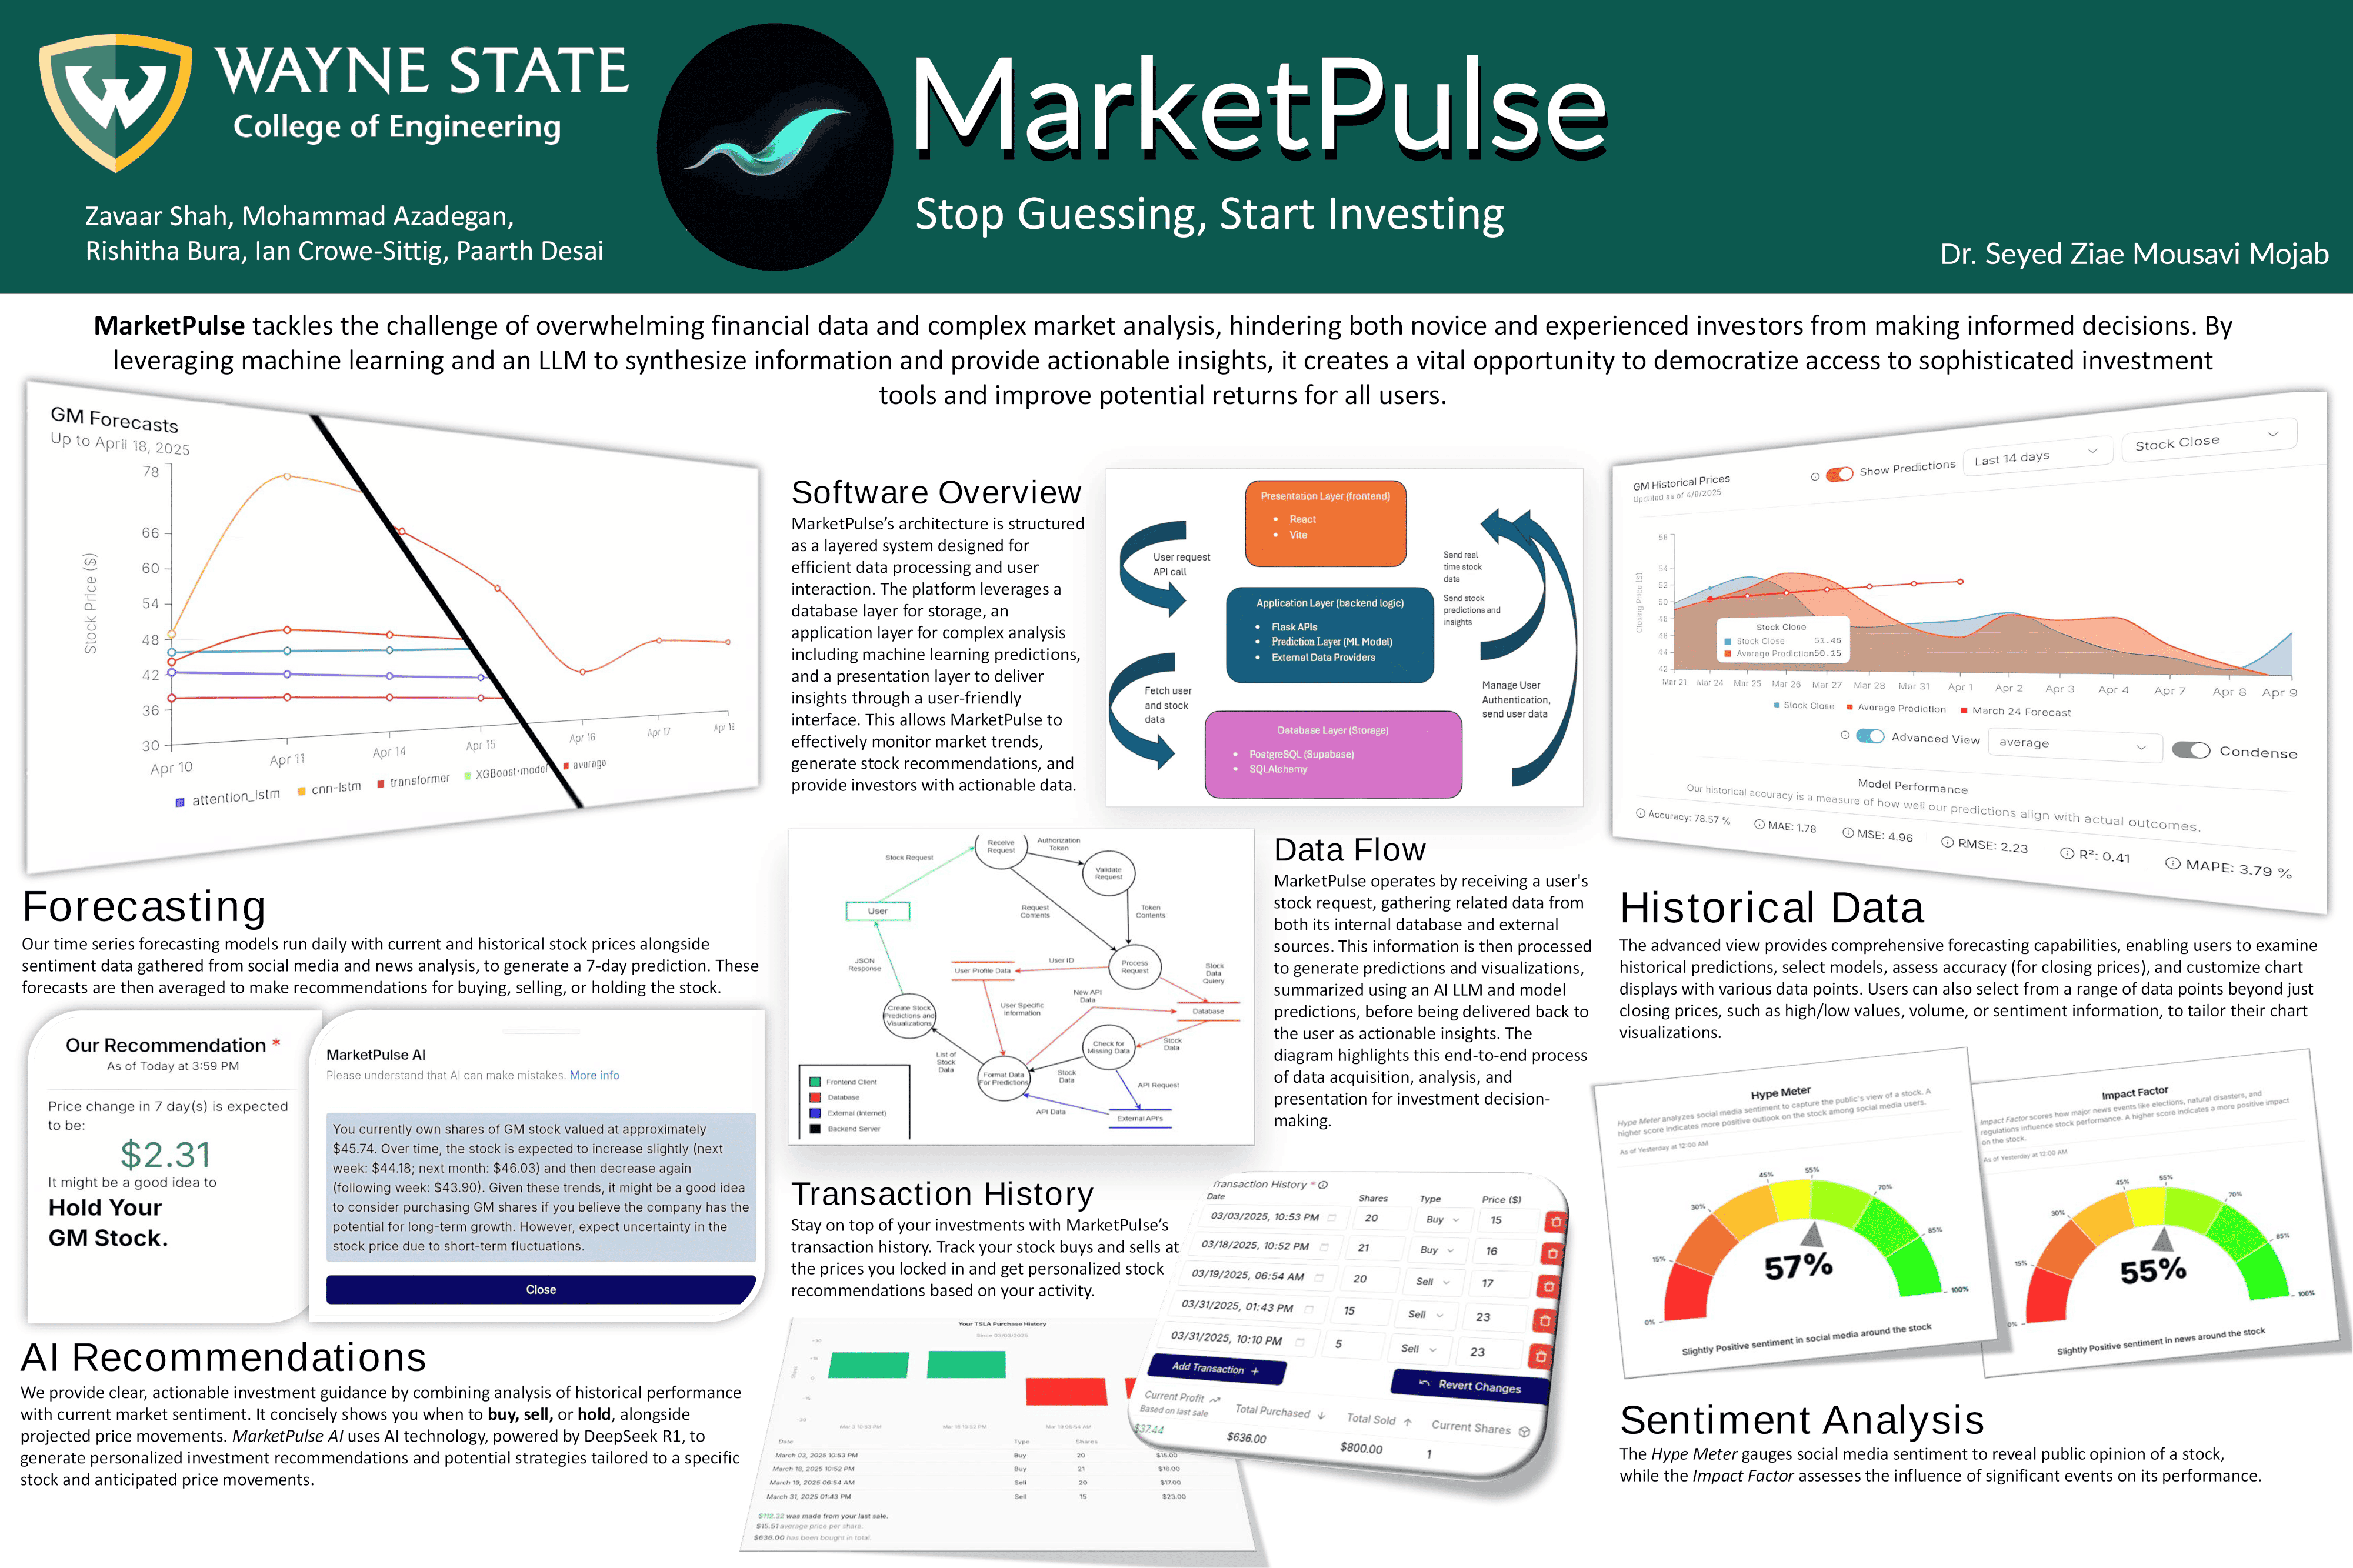 WAYNE STATE
College of Engineering
Zavaar Shah, Mohammad Azadegan,
Rishitha Bura, Ian Crowe-Sittig, Paarth Desai
MarketPulse
Stop Guessing, Start Investing
Dr. Seyed Ziae Mousavi Mojab
MarketPulse tackles the challenge of overwhelming financial data and complex market analysis, hindering both novice and experienced investors from making informed decisions. By
leveraging machine learning and an LLM to synthesize information and provide actionable insights, it creates a vital opportunity to democratize access to sophisticated investment
tools and improve potential returns for all users.
GM Forecasts
Up to April 18, 2025
Stock Price ($)
78
66
60
54
48
42
36
30
Apr 10
Apr 11
Apr 14
Apr 15
Apr 16
Apr 17
Apr 18
attention_lstm
cnn-lstm
transformer
XGBoost-model
average
Forecasting
Our time series forecasting models run daily with current and historical stock prices alongside
sentiment data gathered from social media and news analysis, to generate a 7-day prediction. These
forecasts are then averaged to make recommendations for buying, selling, or holding the stock.
Our Recommendation *
As of Today at 3:59 PM
Price change in 7 day(s) is expected
to be:
$2.31
It might be a good idea to
Hold Your
GM Stock.
MarketPulse AI
Please understand that AI can make mistakes. More info
You currently own shares of GM stock valued at approximately
$45.74. Over time, the stock is expected to increase slightly (next
week: $44.18; next month: $46.03) and then decrease again
(following week: $43.90). Given these trends, it might be a good idea
to consider purchasing GM shares if you believe the company has the
potential for long-term growth. However, expect uncertainty in the
stock price due to short-term fluctuations.
Close
AI Recommendations
We provide clear, actionable investment guidance by combining analysis of historical performance
with current market sentiment. It concisely shows you when to buy, sell, or hold, alongside
projected price movements. MarketPulse AI uses AI technology, powered by DeepSeek R1, to
generate personalized investment recommendations and potential strategies tailored to a specific
stock and anticipated price movements.
Software Overview
MarketPulse’s architecture is structured
as a layered system designed for
efficient data processing and user
interaction. The platform leverages a
database layer for storage, an
application layer for complex analysis
including machine learning predictions,
and a presentation layer to deliver
insights through a user-friendly
interface. This allows MarketPulse to
effectively monitor market trends,
generate stock recommendations, and
provide investors with actionable data.
Presentation Layer (frontend)
• React
• Vite
User request
API call
Application Layer (backend logic)
• Flask APIs
• Prediction Layer (ML Model)
• External Data Providers
Fetch user
and stock
data
Database Layer (Storage)
• PostgreSQL (Supabase)
• SQLAlchemy
Send real
time stock
data
Send stock
predictions and
insights
Manage User
Authentication,
send user data
Receive
Request
Authorization
Token
Stock Request
Validate
Request
User
Request
Contents
Token
Contents
JSON
Response
User Profile Data
User ID
Process
Request
Stock
Data
Query
New API
Data
Create Stock
Predictions and
Visualizations
User Specific
Information
Database
Check for
Missing Data
Stock
Data
List of
Stock
Data
Format Data
For Predictions
Stock
Data
API Request
API Data
External API's
Frontend Client
Database
External (Internet)
Backend Server
Data Flow
MarketPulse operates by receiving a user's
stock request, gathering related data from
both its internal database and external
sources. This information is then processed
to generate predictions and visualizations,
summarized using an AI LLM and model
predictions, before being delivered back to
the user as actionable insights. The
diagram highlights this end-to-end process
of data acquisition, analysis, and
presentation for investment decision-
making.
Transaction History
Stay on top of your investments with MarketPulse’s
transaction history. Track your stock buys and sells at
the prices you locked in and get personalized stock
recommendations based on your activity.
Your TSLA Purchase History
Since 03/03/2025
Mar 3 10:53 PM
Mar 18 10:52 PM
Mar 19 06:54 AM
Date Type Shares
March 03, 2025 10:53 PM Buy 20 $15.00
March 18, 2025 10:52 PM Buy 21 $16.00
March 19, 2025 06:54 AM Sell 20 $17.00
March 31, 2025 01:43 PM Sell 15 $23.00
$112.32 was made from your last sale.
$15.51 average price per share.
$636.00 has been bought in total.
Transaction History *
Date Shares Type Price ($)
03/03/2025, 10:53 PM 20 Buy 15
03/18/2025, 10:52 PM 21 Buy 16
03/19/2025, 06:54 AM 20 Sell 17
03/31/2025, 01:43 PM 15 Sell 23
03/31/2025, 10:10 PM 5 Sell 23
Add Transaction +
Revert Changes
Current Profit
Based on last sale
$37.44
Total Purchased
$636.00
Total Sold
$800.00
Current Shares
1
GM Historical Prices
Updated as of 4/9/2025
Show Predictions
Last 14 days
Stock Close
Closing Price ($)
58
54
52
50
48
46
44
42
Stock Close
Stock Close 51.46
Average Prediction 50.15
Mar 21
Mar 24
Mar 25
Mar 26
Mar 27
Mar 28
Mar 31
Apr 1
Apr 2
Apr 3
Apr 4
Apr 7
Apr 8
Apr 9
Stock Close
Average Prediction
March 24 Forecast
Advanced View
average
Condense
Model Performance
Our historical accuracy is a measure of how well our predictions align with actual outcomes.
Accuracy: 78.57 %
MAE: 1.78
MSE: 4.96
RMSE: 2.23
R²: 0.41
MAPE: 3.79 %
Historical Data
The advanced view provides comprehensive forecasting capabilities, enabling users to examine
historical predictions, select models, assess accuracy (for closing prices), and customize chart
displays with various data points. Users can also select from a range of data points beyond just
closing prices, such as high/low values, volume, or sentiment information, to tailor their chart
visualizations.
Hype Meter
Hype Meter analyzes social media sentiment to capture the public's view of a stock. A
higher score indicates more positive outlook on the stock among social media users.
As of Yesterday at 12:00 AM
0%
15%
30%
45%
55%
70%
85%
100%
57%
Slightly Positive sentiment in social media around the stock
Impact Factor
Impact Factor scores how major news events like elections, natural disasters, and
regulations influence stock performance. A higher score indicates a more positive impact
on the stock.
As of Yesterday at 12:00 AM
0%
15%
30%
45%
55%
70%
85%
100%
55%
Slightly Positive sentiment in news around the stock
Sentiment Analysis
The Hype Meter gauges social media sentiment to reveal public opinion of a stock,
while the Impact Factor assesses the influence of significant events on its performance.